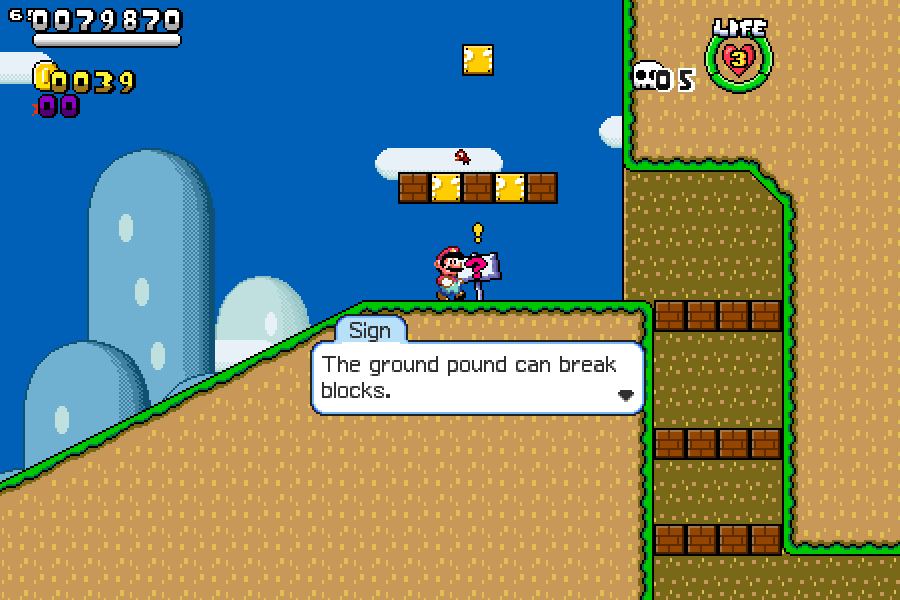 0079870
LIFE
3
0039
05
00
?
!
Sign
The ground pound can break
blocks.